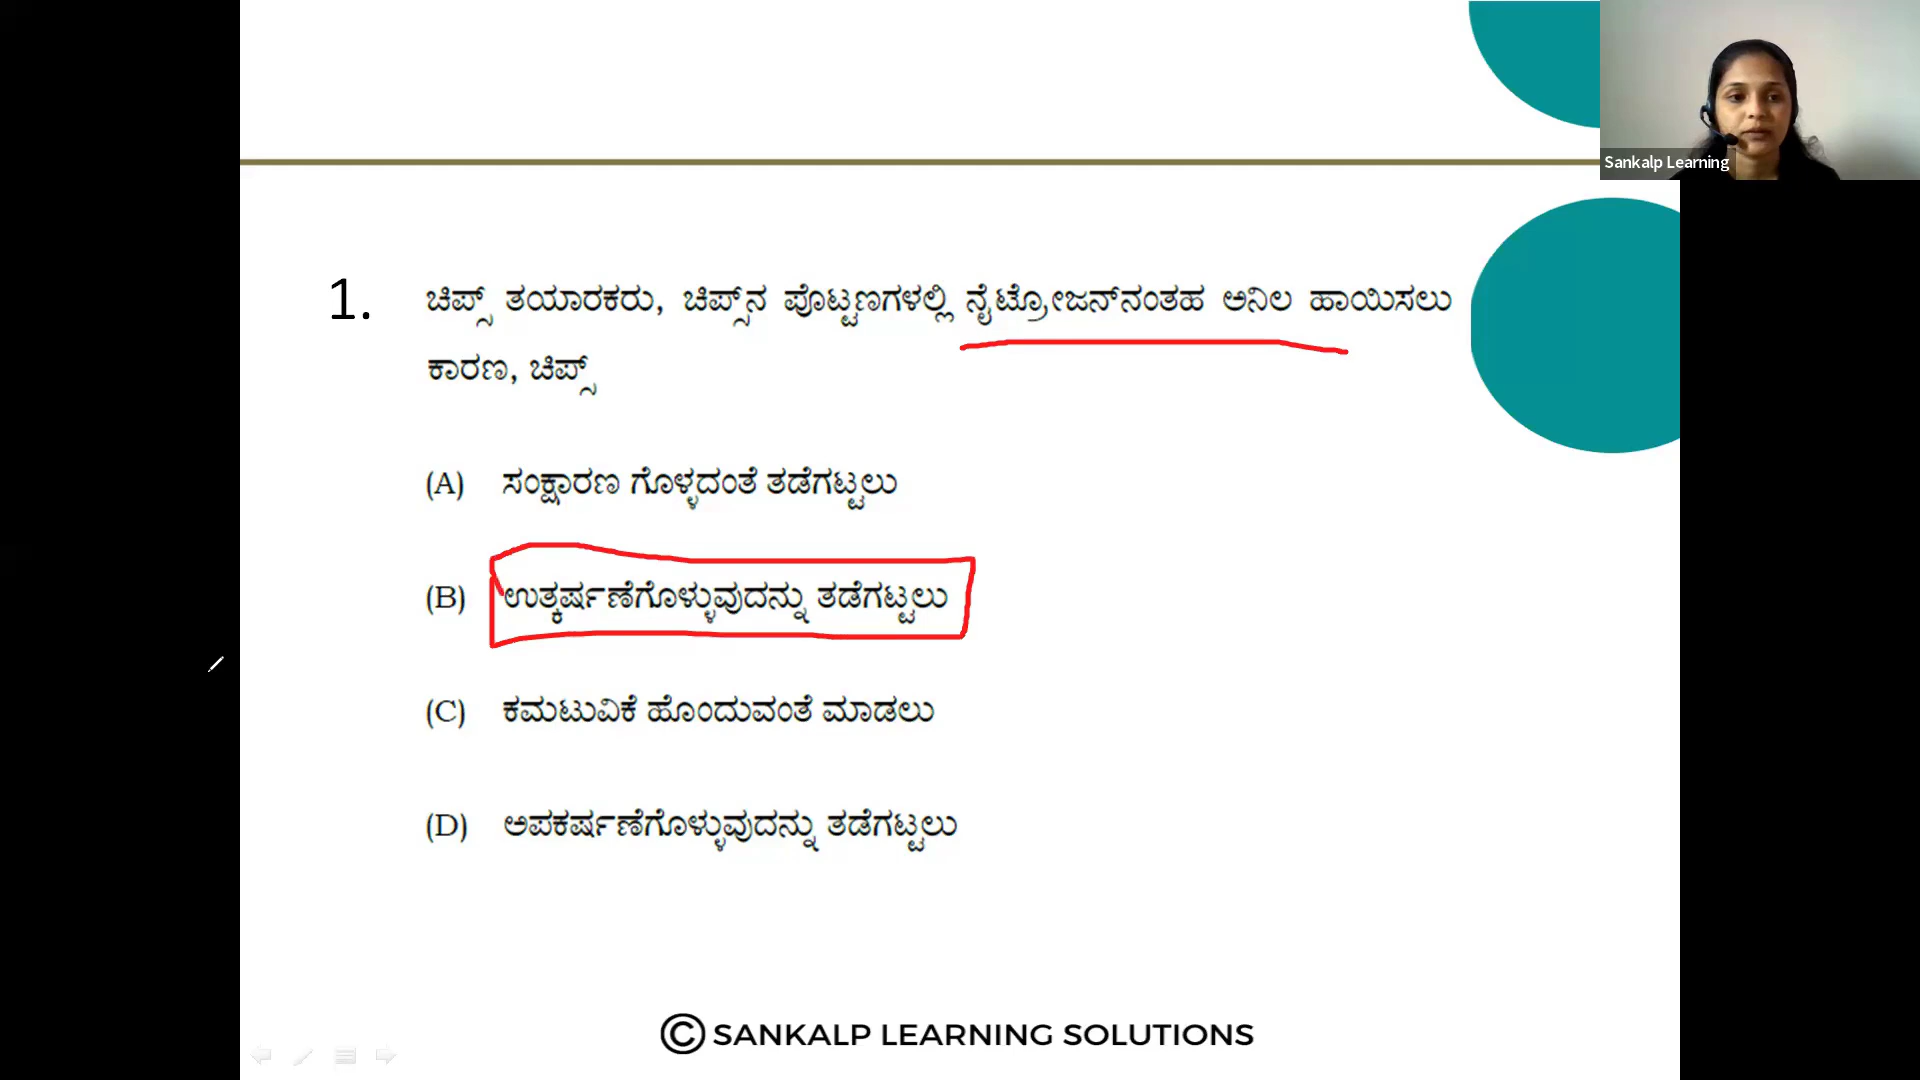 Sankalp Learning
1. ಚಿಪ್ಸ್ ತಯಾರಕರು, ಚಿಪ್ಸ್‌ನ ಪೊಟ್ಟಣಗಳಲ್ಲಿ ನೈಟ್ರೋಜನ್‌ನಂತಹ ಅನಿಲ ಹಾಯಿಸಲು
ಕಾರಣ, ಚಿಪ್ಸ್
(A) ಸಂಕ್ಷಾರಣ ಗೊಳ್ಳದಂತೆ ತಡೆಗಟ್ಟಲು
(B) ಉತ್ಕರ್ಷಣೆಗೊಳ್ಳುವುದನ್ನು ತಡೆಗಟ್ಟಲು
(C) ಕಮಟುವಿಕೆ ಹೊಂದುವಂತೆ ಮಾಡಲು
(D) ಅಪಕರ್ಷಣೆಗೊಳ್ಳುವುದನ್ನು ತಡೆಗಟ್ಟಲು
© SANKALP LEARNING SOLUTIONS